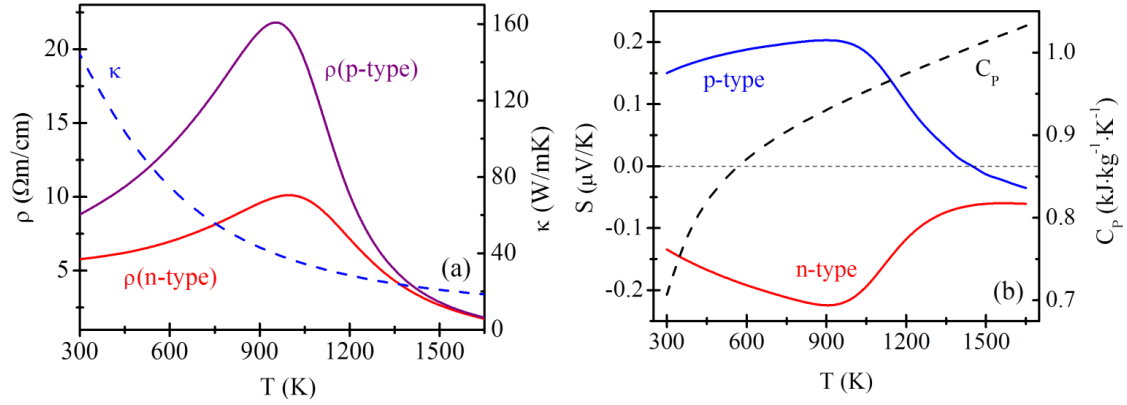 (a)
20
15
10
5
ρ (Ωm/cm)
κ
ρ(p-type)
ρ(n-type)
160
120
80
40
0
κ (W/mK)
300 600 900 1200 1500
T (K)
(b)
0.2
0.1
0.0
-0.1
-0.2
S (μV/K)
p-type
C_P
n-type
1.0
0.9
0.8
0.7
C_P (kJ·kg⁻¹·K⁻¹)
300 600 900 1200 1500
T (K)